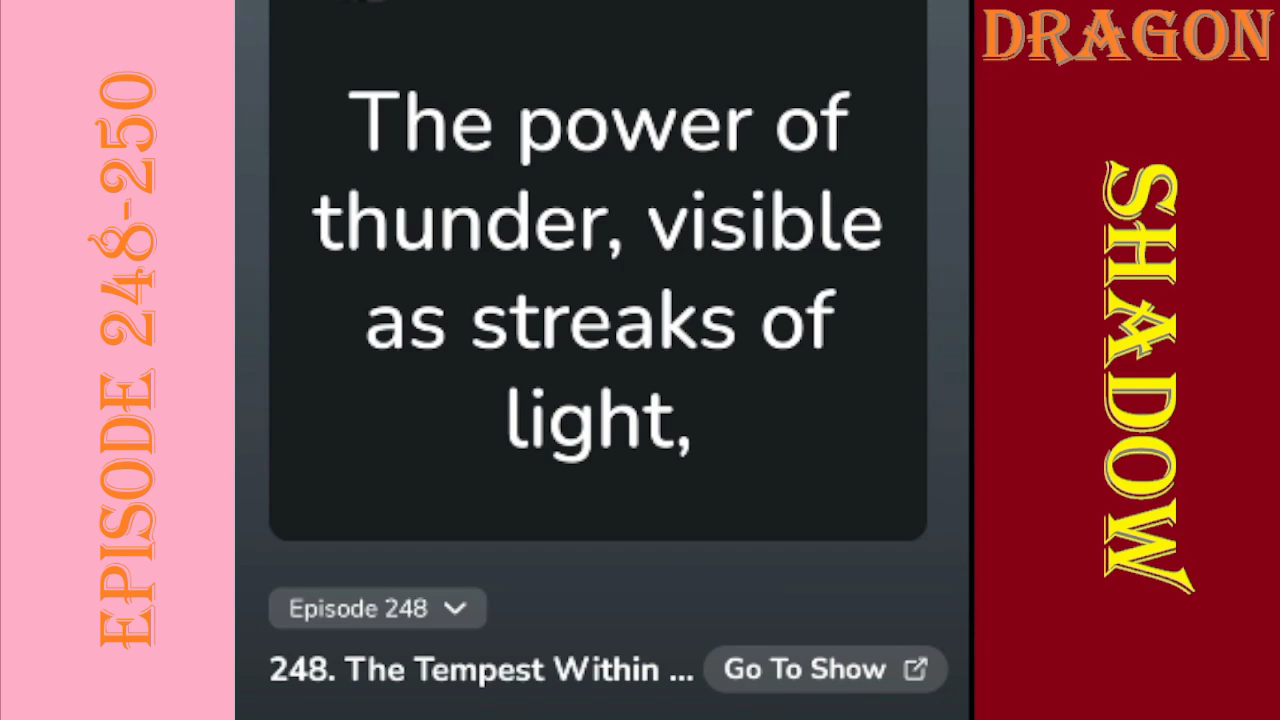 EPISODE 248-250
The power of
thunder, visible
as streaks of
light,
Episode 248
248. The Tempest Within ...
Go To Show
DRAGON
SHADOW